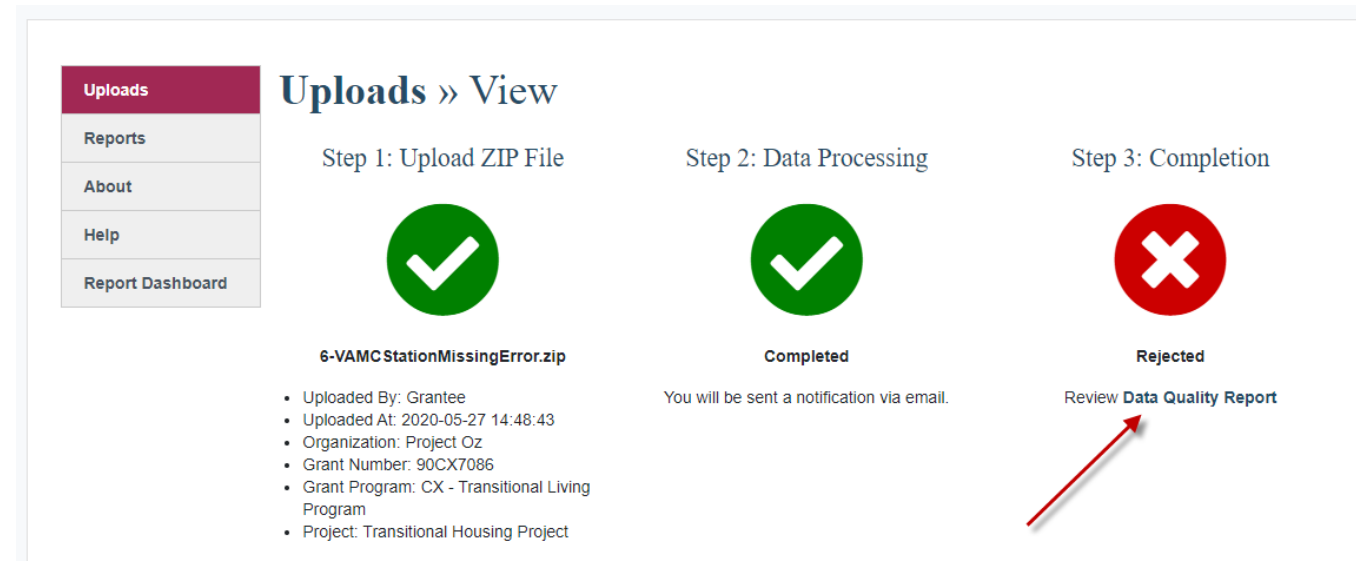 Uploads
Reports
About
Help
Report Dashboard
Uploads » View
Step 1: Upload ZIP File
6-VAMCStationMissingError.zip
• Uploaded By: Grantee
• Uploaded At: 2020-05-27 14:48:43
• Organization: Project Oz
• Grant Number: 90CX7086
• Grant Program: CX - Transitional Living
Program
• Project: Transitional Housing Project
Step 2: Data Processing
Completed
You will be sent a notification via email.
Step 3: Completion
Rejected
Review Data Quality Report